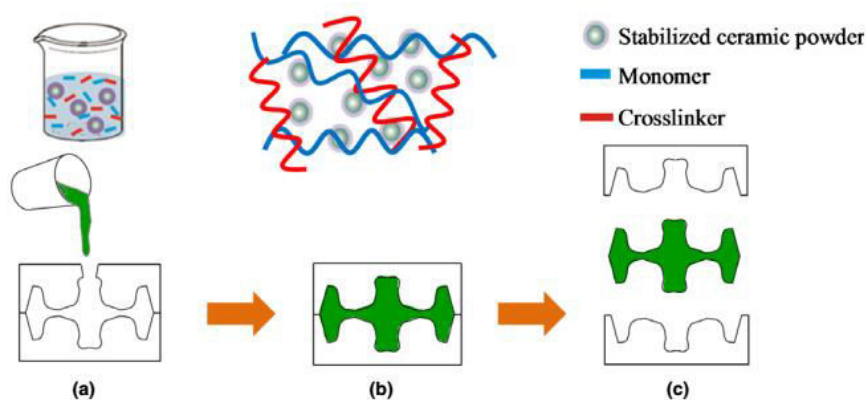 Stabilized ceramic powder
Monomer
Crosslinker
(a)
(b)
(c)